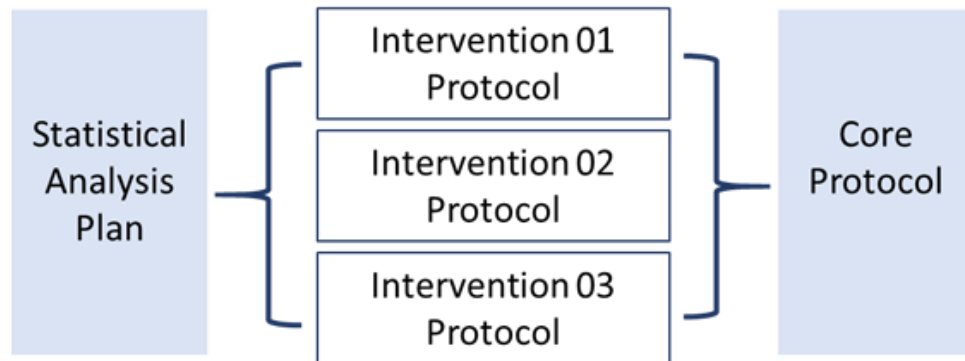 Statistical
Analysis
Plan
Intervention 01
Protocol
Intervention 02
Protocol
Intervention 03
Protocol
Core
Protocol